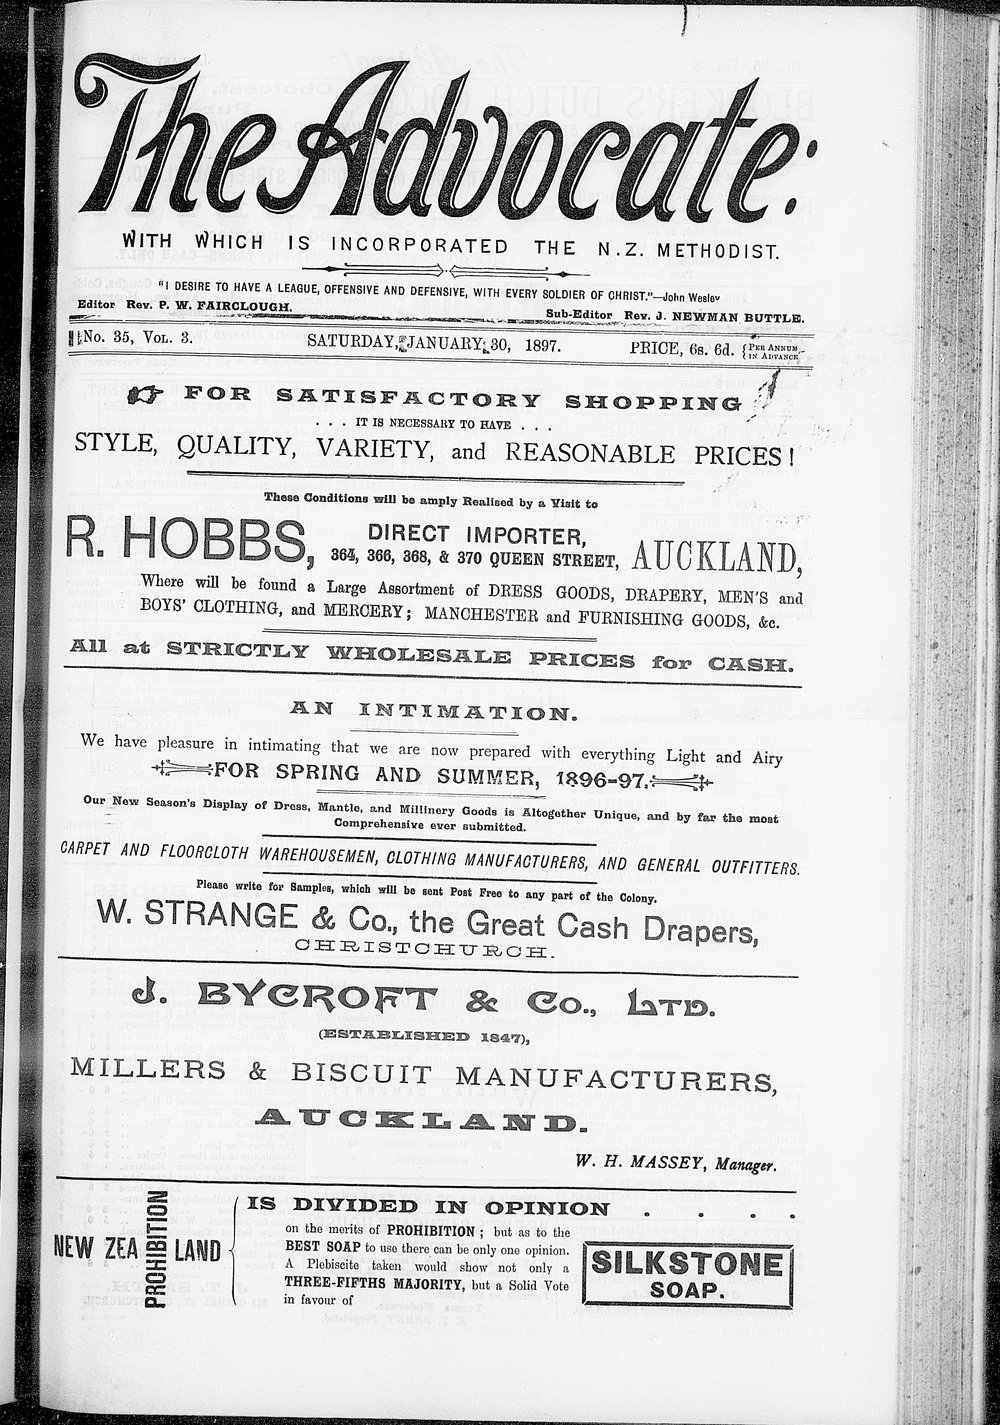 The Advocate:
WITH WHICH IS INCORPORATED THE N.Z. METHODIST.
"I DESIRE TO HAVE A LEAGUE, OFFENSIVE AND DEFENSIVE, WITH EVERY SOLDIER OF CHRIST."—John Wesley
Editor Rev. P. W. FAIRCLOUGH.
Sub-Editor Rev. J. NEWMAN BUTTLE.
No. 35, VOL. 3. SATURDAY, JANUARY 30, 1897. PRICE, 6s. 6d. { PER ANNUM
IN ADVANCE
FOR SATISFACTORY SHOPPING
. . . IT IS NECESSARY TO HAVE . . .
STYLE, QUALITY, VARIETY, and REASONABLE PRICES!
These Conditions will be amply Realised by a Visit to
R. HOBBS, DIRECT IMPORTER,
364, 366, 368, & 370 QUEEN STREET, AUCKLAND,
Where will be found a Large Assortment of DRESS GOODS, DRAPERY, MEN'S and
BOYS' CLOTHING, and MERCERY; MANCHESTER and FURNISHING GOODS, &c.
All at STRICTLY WHOLESALE PRICES for CASH.
AN INTIMATION.
We have pleasure in intimating that we are now prepared with everything Light and Airy
FOR SPRING AND SUMMER, 1896-97.
Our New Season's Display of Dress, Mantle, and Millinery Goods is Altogether Unique, and by far the most
Comprehensive ever submitted.
CARPET AND FLOORCLOTH WAREHOUSEMEN, CLOTHING MANUFACTURERS, AND GENERAL OUTFITTERS.
Please write for Samples, which will be sent Post Free to any part of the Colony.
W. STRANGE & Co., the Great Cash Drapers,
CHRISTCHURCH.
J. BYCROFT & Co., LTD.
(ESTABLISHED 1847),
MILLERS & BISCUIT MANUFACTURERS,
AUCKLAND.
W. H. MASSEY, Manager.
NEW ZEA LAND
PROHIBITION
IS DIVIDED IN OPINION . . . .
on the merits of PROHIBITION; but as to the
BEST SOAP to use there can be only one opinion.
A Plebiscite taken would show not only a
THREE-FIFTHS MAJORITY, but a Solid Vote
in favour of
SILKSTONE
SOAP.